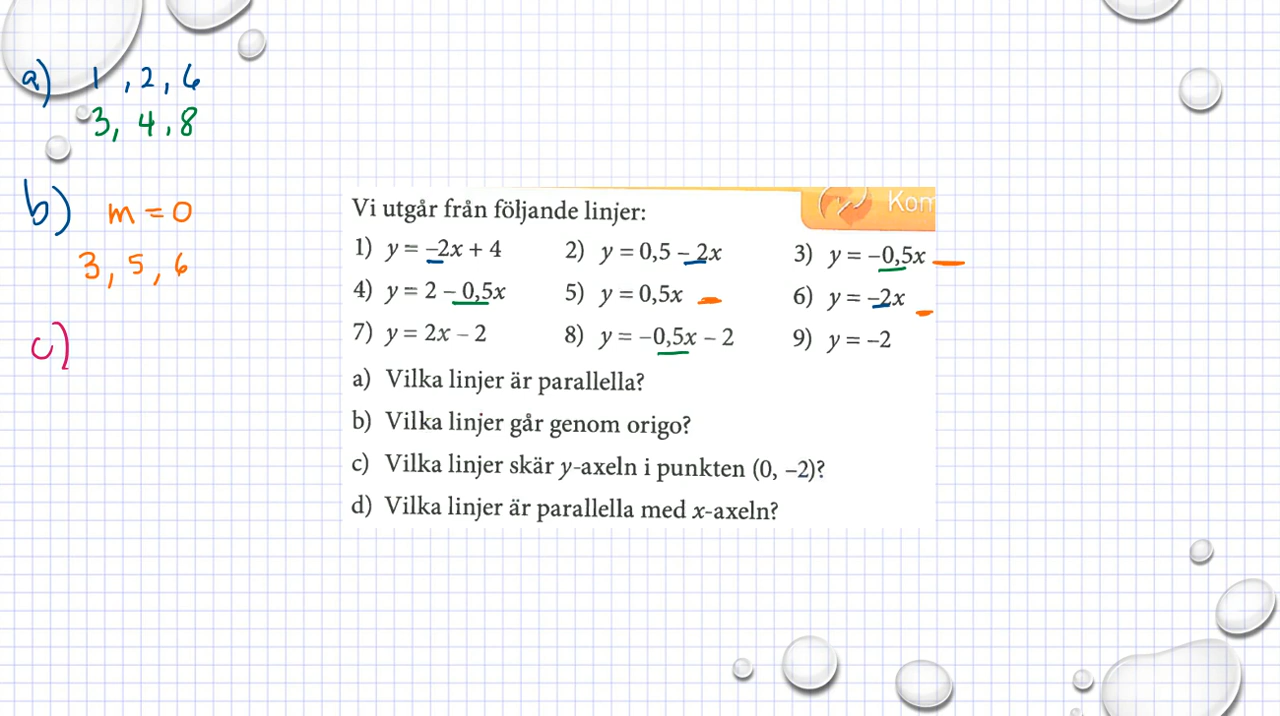 a) 1, 2, 6
3, 4, 8
b) m = 0
3, 5, 6
c)
Kom
Vi utgår från följande linjer:
1) y = −2x + 4 2) y = 0,5 − 2x 3) y = −0,5x
4) y = 2 − 0,5x 5) y = 0,5x 6) y = −2x
7) y = 2x − 2 8) y = −0,5x − 2 9) y = −2
a) Vilka linjer är parallella?
b) Vilka linjer går genom origo?
c) Vilka linjer skär y-axeln i punkten (0, −2)?
d) Vilka linjer är parallella med x-axeln?